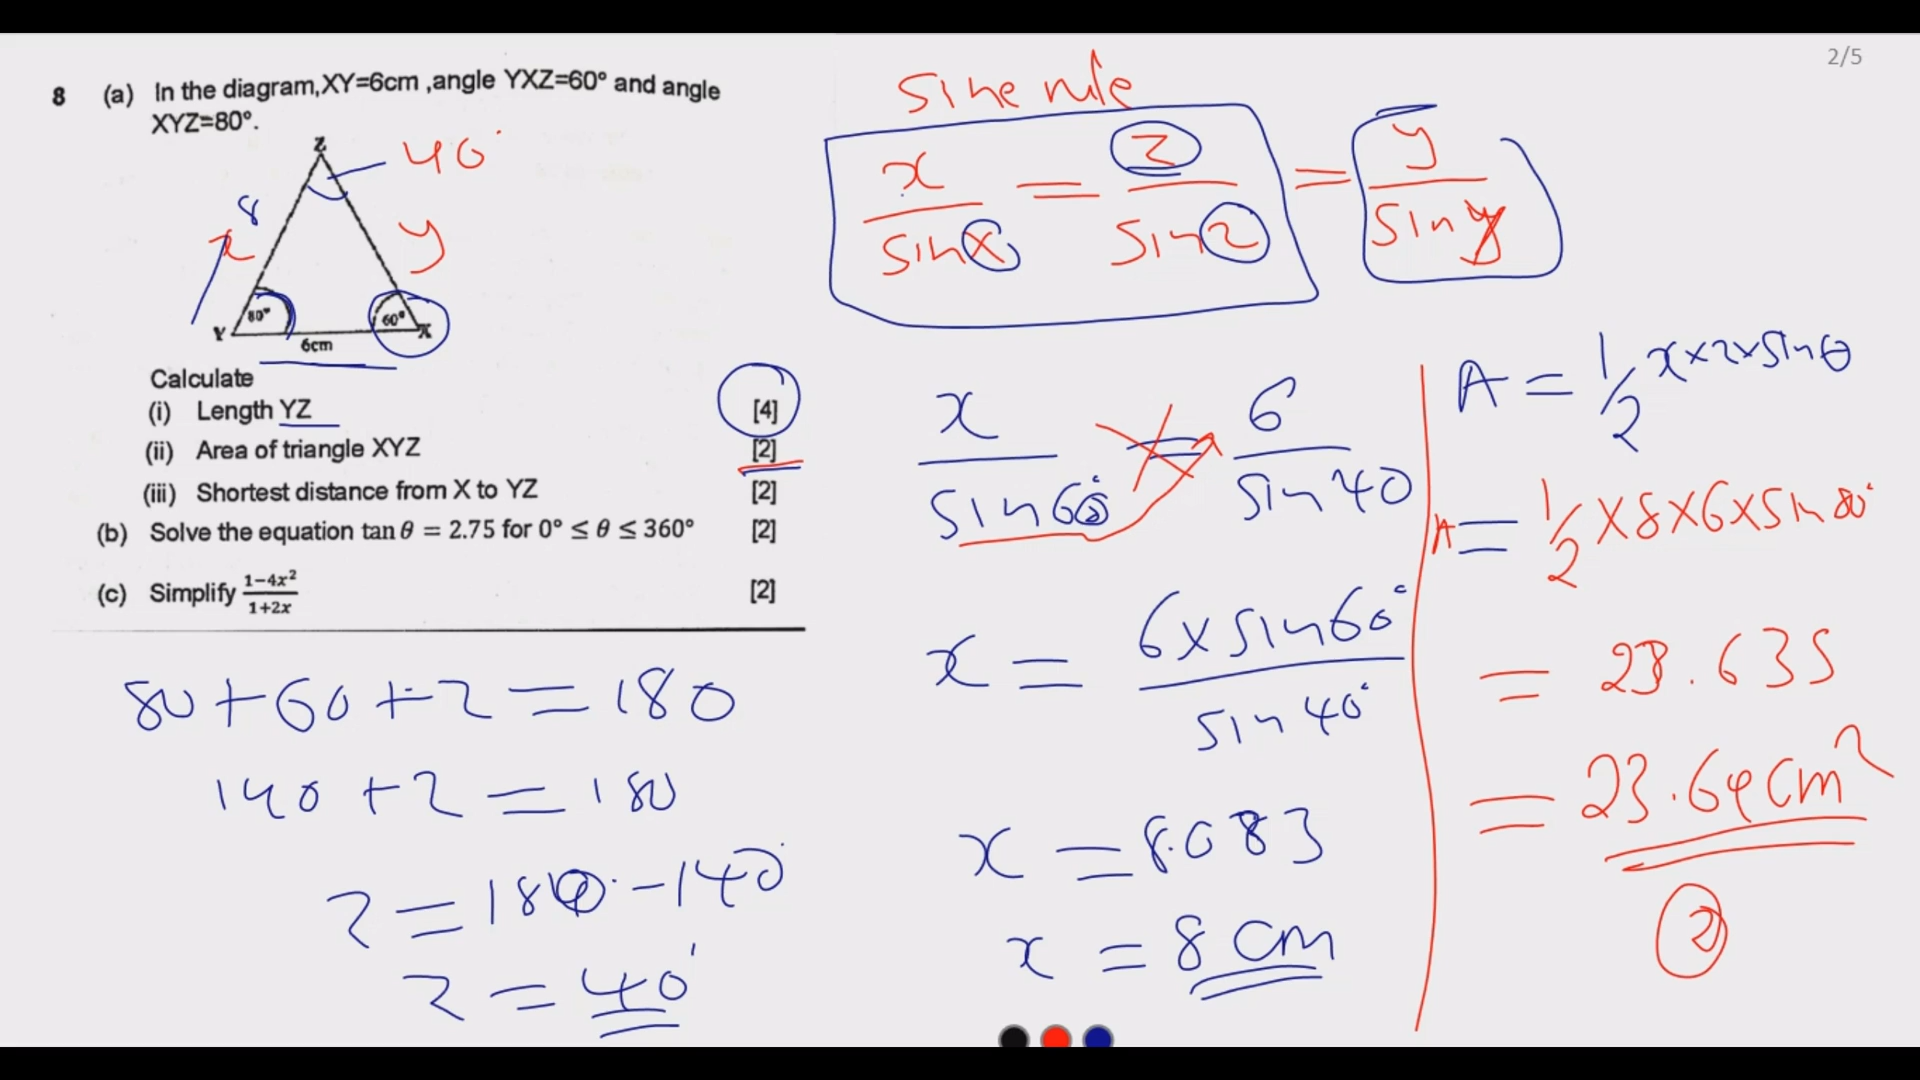 2/5
8 (a) In the diagram,XY=6cm ,angle YXZ=60° and angle
XYZ=80°.
Z
40°
8
x
y
80°
60°
Y
X
6cm
Calculate
(i) Length YZ [4]
(ii) Area of triangle XYZ [2]
(iii) Shortest distance from X to YZ [2]
(b) Solve the equation tan θ = 2.75 for 0° ≤ θ ≤ 360° [2]
(c) Simplify (1−4x²)/(1+2x) [2]
80 + 60 + z = 180
140 + z = 180
z = 180 - 140
z = 40°
Sine rule
x/sin x = z/sin z = y/sin y
x/sin 60° = 6/sin 40
x = 6 x sin 60°/sin 40°
x = 8.083
x = 8 cm
A = 1/2 x × z × sin θ
A = 1/2 × 8 × 6 × sin 80°
= 23.635
= 23.64 cm²
2